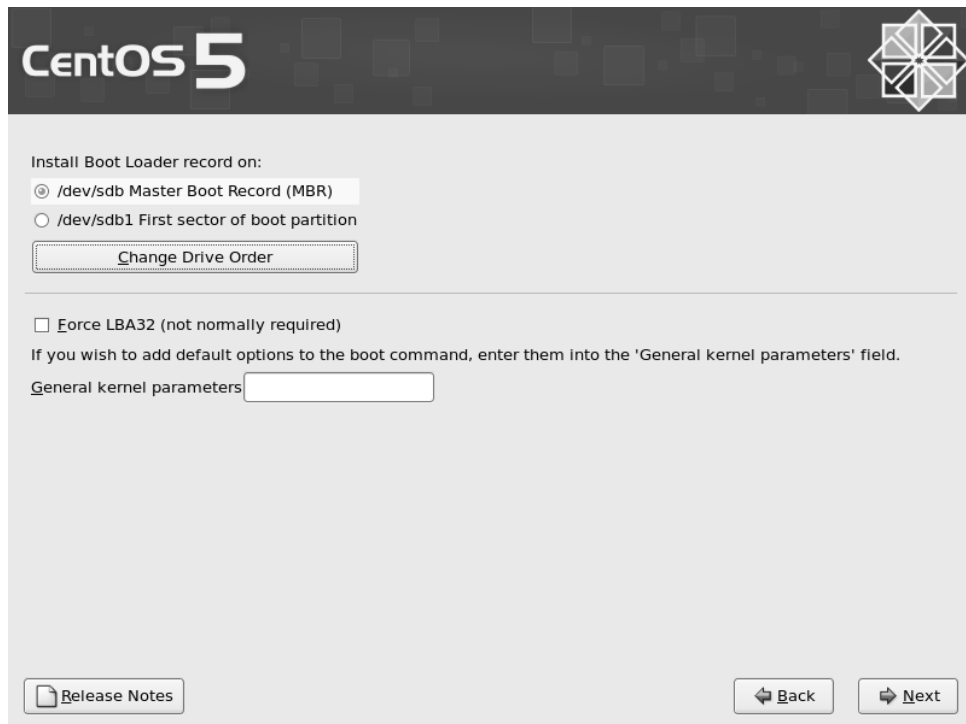 CentOS 5
Install Boot Loader record on:
/dev/sdb Master Boot Record (MBR)
/dev/sdb1 First sector of boot partition
Change Drive Order
Force LBA32 (not normally required)
If you wish to add default options to the boot command, enter them into the 'General kernel parameters' field.
General kernel parameters
Release Notes
Back
Next